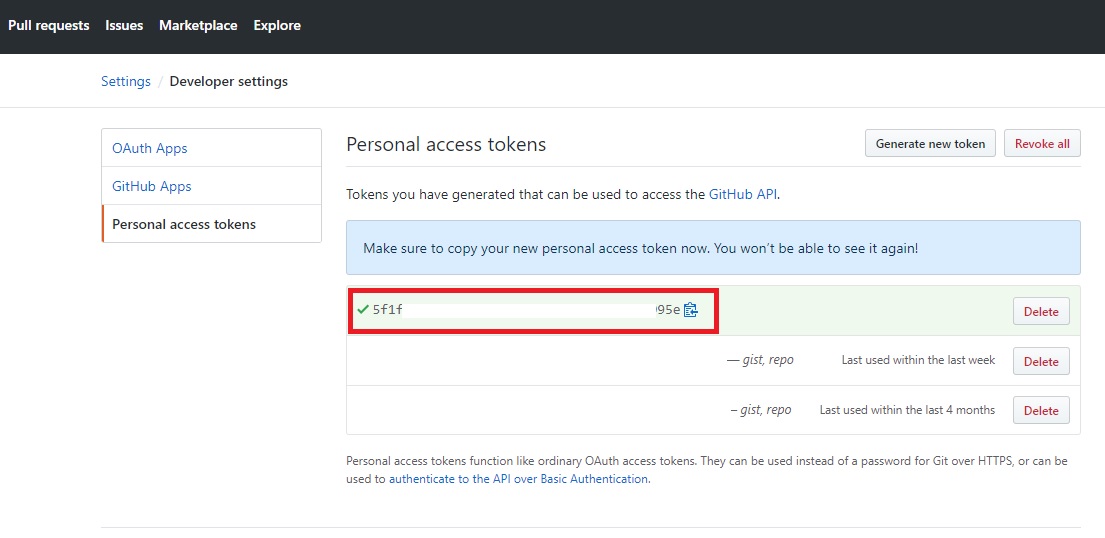 Pull requests Issues Marketplace Explore
Settings / Developer settings
OAuth Apps
GitHub Apps
Personal access tokens
Personal access tokens
Generate new token
Revoke all
Tokens you have generated that can be used to access the GitHub API.
Make sure to copy your new personal access token now. You won’t be able to see it again!
5f1f 95e
Delete
— gist, repo Last used within the last week Delete
– gist, repo Last used within the last 4 months Delete
Personal access tokens function like ordinary OAuth access tokens. They can be used instead of a password for Git over HTTPS, or can be
used to authenticate to the API over Basic Authentication.